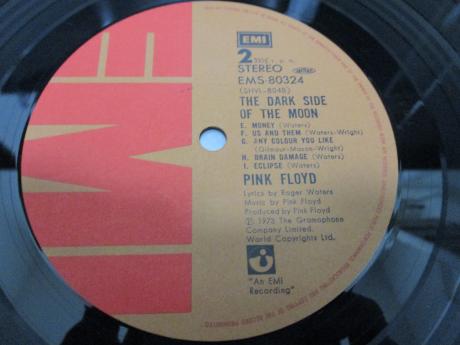 EMI
EMI
2
STEREO
EMS-80324
(SHVL-804B)
THE DARK SIDE
OF THE MOON
E. MONEY (Waters)
F. US AND THEM (Waters-Wright)
G. ANY COLOUR YOU LIKE
(Gilmour-Mason-Wright)
H. BRAIN DAMAGE (Waters)
I. ECLIPSE (Waters)
PINK FLOYD
Lyrics by Roger Waters
Music by Pink Floyd
Produced by Pink Floyd
Ⓟ 1973 The Gramophone
Company Limited.
World Copyrights Ltd.
"An EMI
Recording"